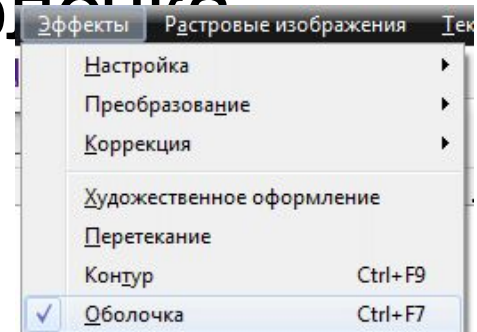 Эффекты Растровые изображения
Настройка
Преобразование
Коррекция
Художественное оформление
Перетекание
Контур Ctrl+F9
Оболочка Ctrl+F7